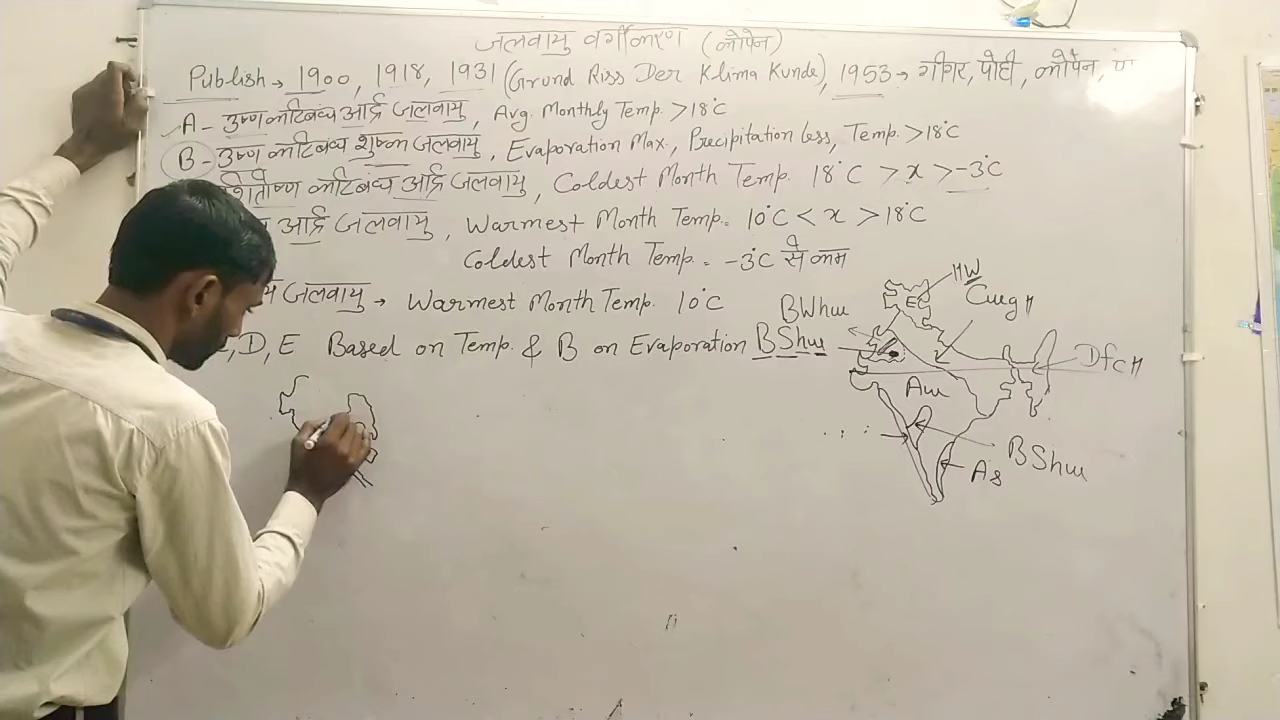 जलवायु वर्गीकरण (कोपेन)
Publish → 1900, 1918, 1931 (Grund Riss Der Klima Kunde), 1953 → गीगर, पोही, कोपेन,
A - उष्ण कटिबंध आर्द्र जलवायु, Avg. Monthly Temp. > 18°C
B - उष्ण कटिबंध शुष्क जलवायु, Evaporation Max., Precipitation less, Temp. > 18°C
शितोष्ण कटिबंध आर्द्र जलवायु, Coldest Month Temp. 18°C > x > -3°C
आर्द्र जलवायु, Warmest Month Temp. 10°C < x > 18°C
Coldest Month Temp. = -3°C से कम
जलवायु → Warmest Month Temp. 10°C
D, E Based on Temp. & B on Evaporation
HW
E
Cwg H
BWhw
BShw
DfcH
Aw
BShw
As